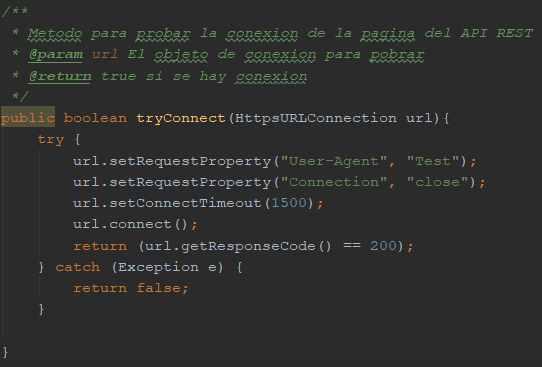 /**
 * Metodo para probar la conexion de la pagina del API REST
 * @param url El objeto de conexion para pobrar
 * @return true si se hay conexion
 */
public boolean tryConnect(HttpsURLConnection url){
    try {
        url.setRequestProperty("User-Agent", "Test");
        url.setRequestProperty("Connection", "close");
        url.setConnectTimeout(1500);
        url.connect();
        return (url.getResponseCode() == 200);
    } catch (Exception e) {
        return false;
    }
}